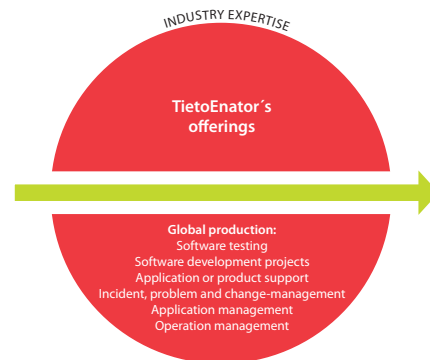 INDUSTRY EXPERTISE
TietoEnator´s
offerings
Global production:
Software testing
Software development projects
Application or product support
Incident, problem and change-management
Application management
Operation management